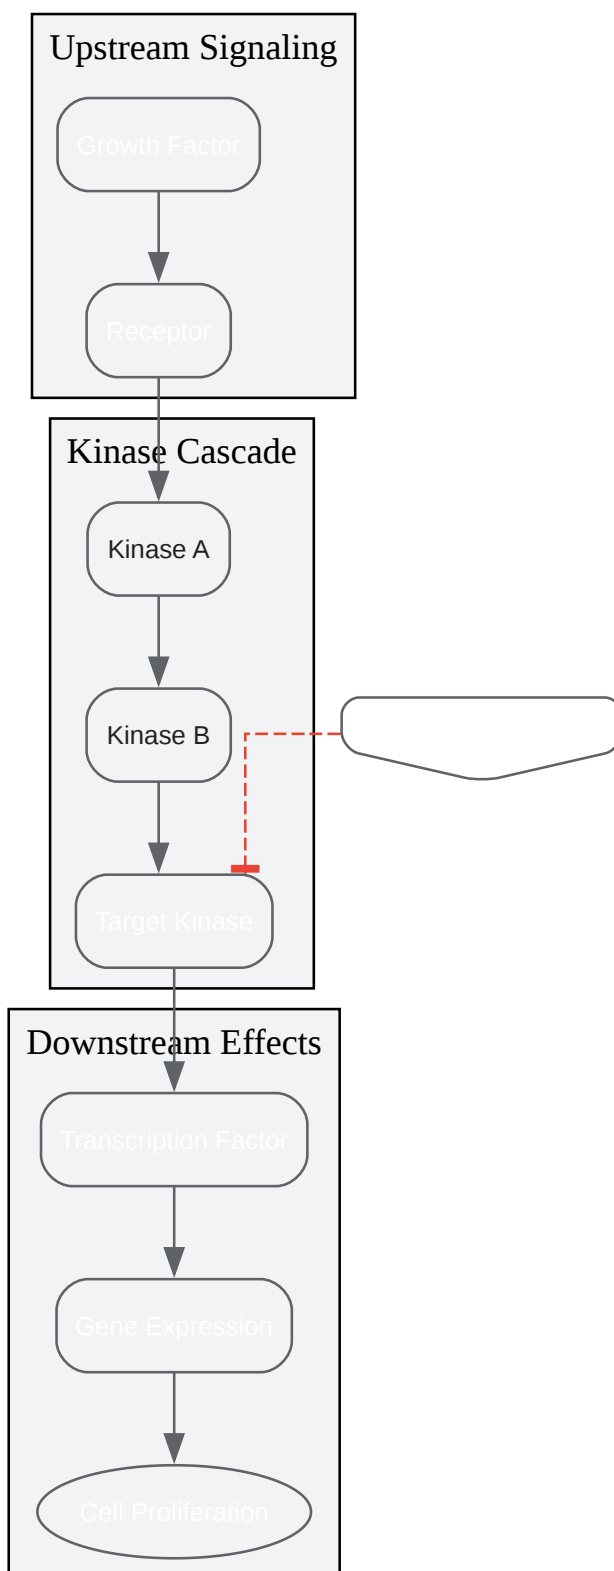 Upstream Signaling
Growth Factor
Receptor
Kinase Cascade
Kinase A
Kinase B
Target Kinase
Downstream Effects
Transcription Factor
Gene Expression
Cell Proliferation